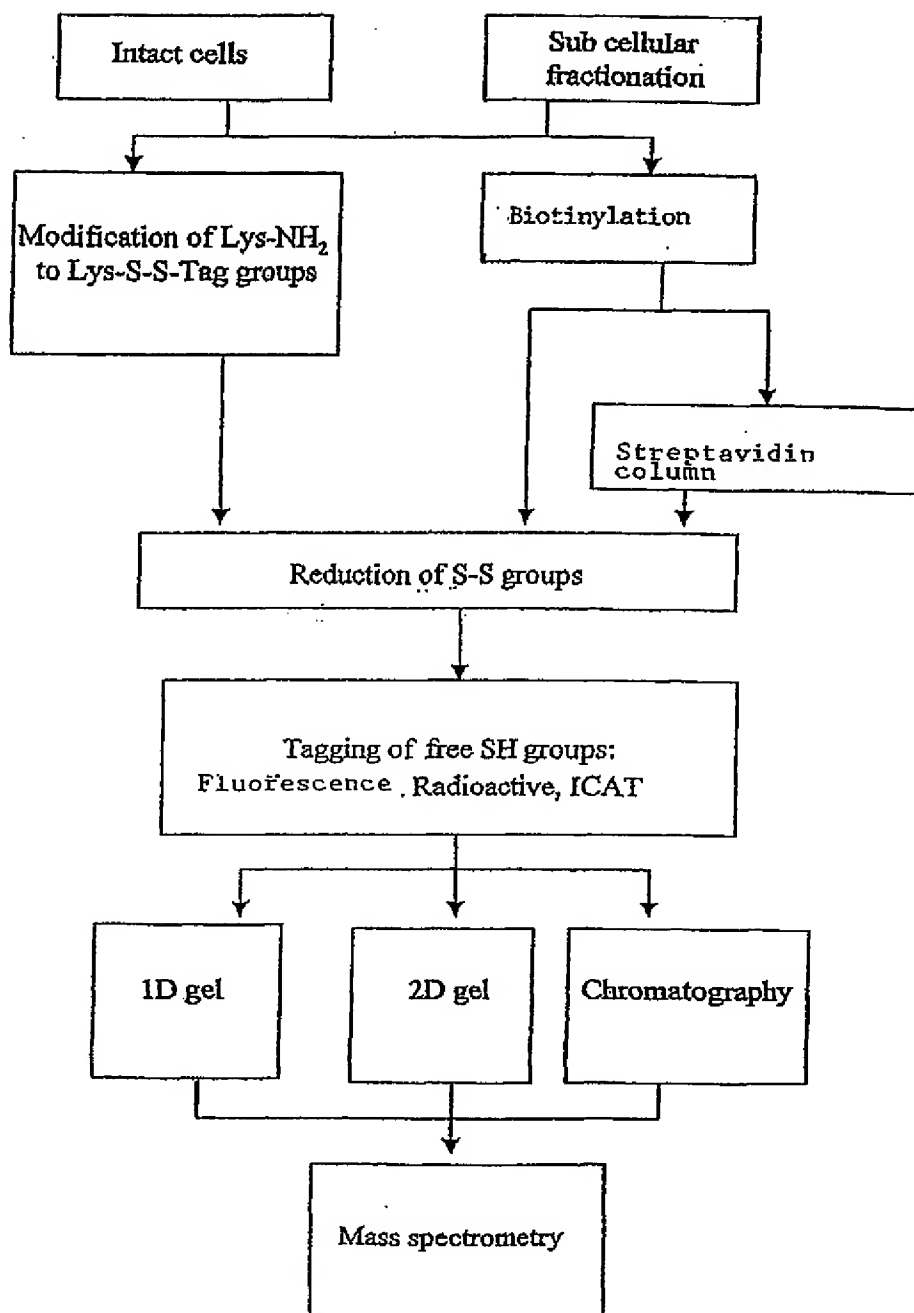 Intact cells
Sub cellular
fractionation
Modification of Lys-NH₂
to Lys-S-S-Tag groups
Biotinylation
Streptavidin
column
Reduction of S-S groups
Tagging of free SH groups:
Fluorescence . Radioactive, ICAT
1D gel
2D gel
Chromatography
Mass spectrometry